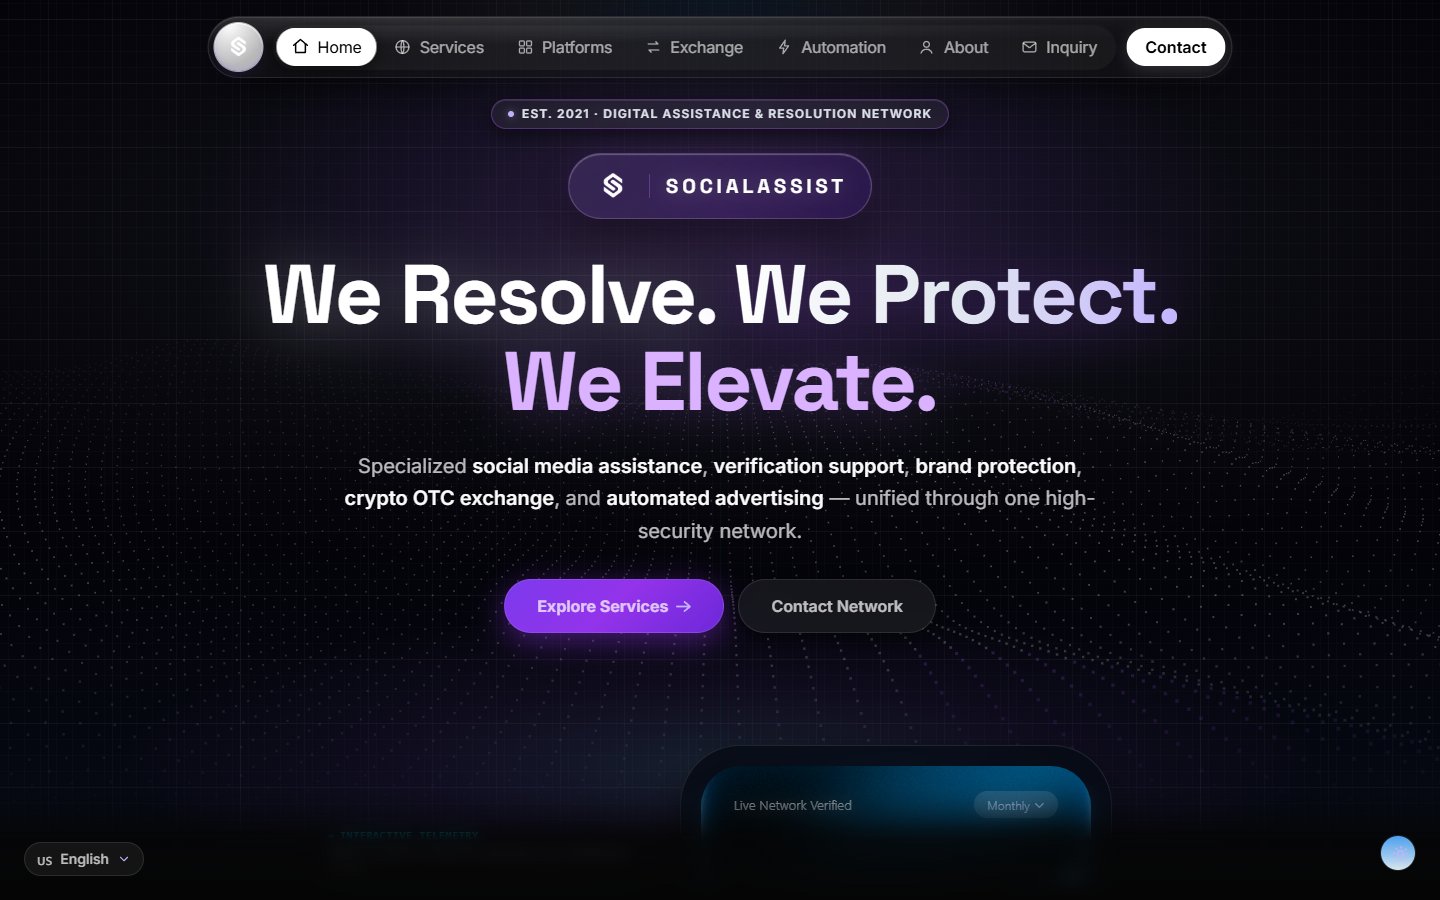 Home
Services
Platforms
Exchange
Automation
About
Inquiry
Contact
EST. 2021 · DIGITAL ASSISTANCE & RESOLUTION NETWORK
SOCIALASSIST
We Resolve. We Protect.
We Elevate.
Specialized social media assistance, verification support, brand protection,
crypto OTC exchange, and automated advertising — unified through one high-
security network.
Explore Services →
Contact Network
Live Network Verified
Monthly
INTERACTIVE TELEMETRY
US English